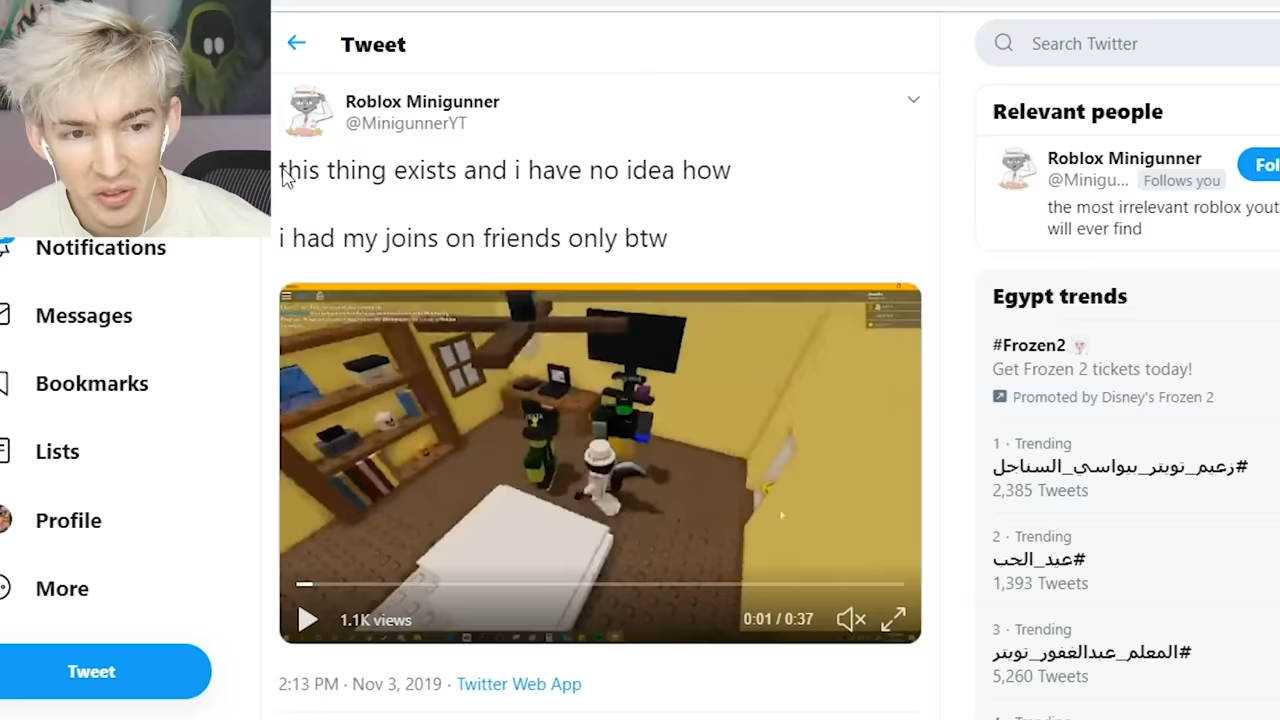 Tweet
Roblox Minigunner
@MinigunnerYT
this thing exists and i have no idea how
i had my joins on friends only btw
1.1K views
0:01 / 0:37
2:13 PM · Nov 3, 2019 · Twitter Web App
Notifications
Messages
Bookmarks
Lists
Profile
More
Tweet
Search Twitter
Relevant people
Roblox Minigunner
@Minigu... Follows you
Fol
the most irrelevant roblox yout
will ever find
Egypt trends
#Frozen2
Get Frozen 2 tickets today!
Promoted by Disney's Frozen 2
1 · Trending
#زعيم_تويتر_بيواسي_السناجل
2,385 Tweets
2 · Trending
#عيد_الحب
1,393 Tweets
3 · Trending
#المعلم_عبدالغفور_تويتر
5,260 Tweets